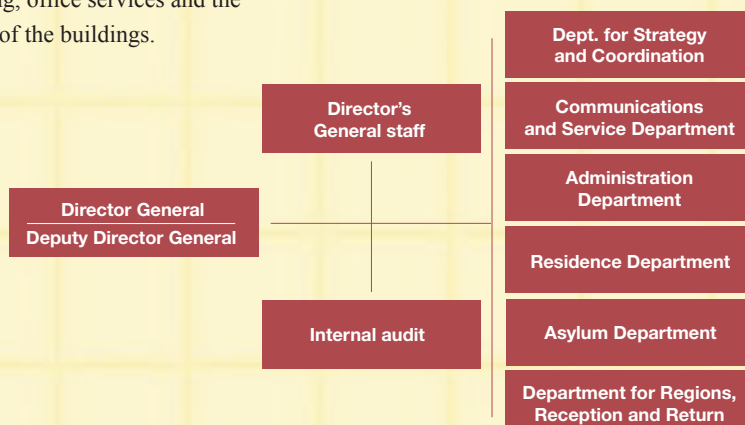 office services and the
of the buildings.
Director General
Deputy Director General
Director's
General staff
Internal audit
Dept. for Strategy
and Coordination
Communications
and Service Department
Administration
Department
Residence Department
Asylum Department
Department for Regions,
Reception and Return